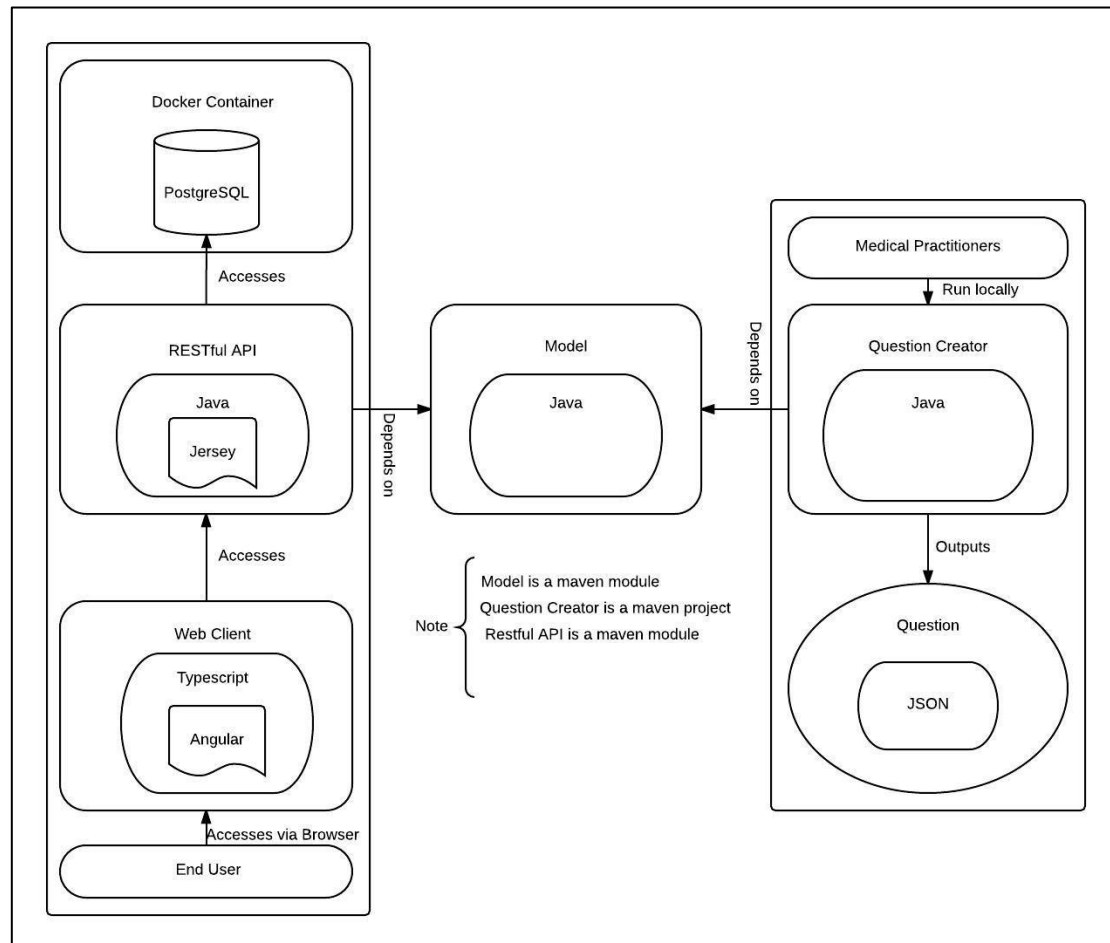 Docker Container
PostgreSQL
Accesses
RESTful API
Java
Jersey
Depends on
Accesses
Web Client
Typescript
Angular
Accesses via Browser
End User
Model
Java
Note
Model is a maven module
Question Creator is a maven project
Restful API is a maven module
Medical Practitioners
Run locally
Depends on
Question Creator
Java
Outputs
Question
JSON